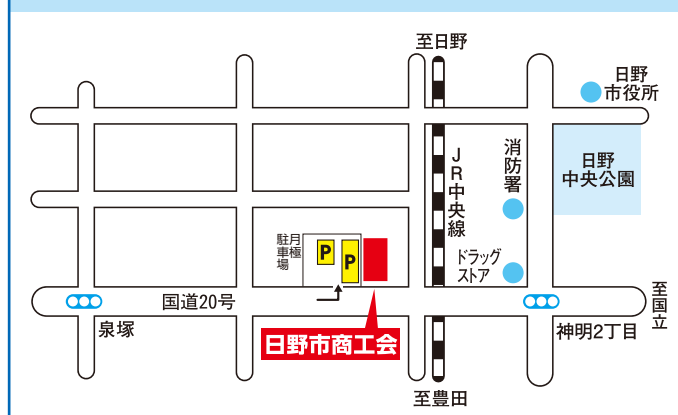 至日野
日野
市役所
消防署
日野
中央公園
JR中央線
月極
駐車場
P
P
ドラッグ
ストア
国道20号
至国立
泉塚
日野市商工会
神明2丁目
至豊田